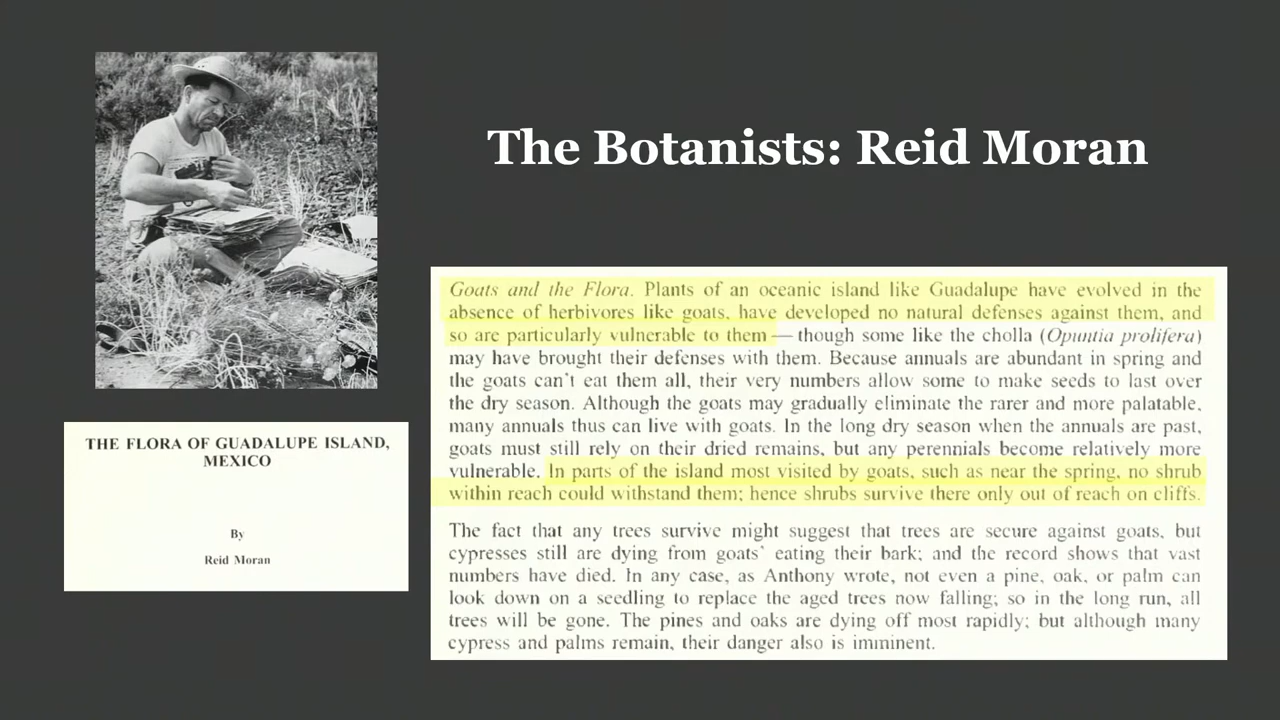 The Botanists: Reid Moran
THE FLORA OF GUADALUPE ISLAND,
MEXICO
By
Reid Moran
Goats and the Flora. Plants of an oceanic island like Guadalupe have evolved in the
absence of herbivores like goats, have developed no natural defenses against them, and
so are particularly vulnerable to them — though some like the cholla (Opuntia prolifera)
may have brought their defenses with them. Because annuals are abundant in spring and
the goats can't eat them all, their very numbers allow some to make seeds to last over
the dry season. Although the goats may gradually eliminate the rarer and more palatable,
many annuals thus can live with goats. In the long dry season when the annuals are past,
goats must still rely on their dried remains, but any perennials become relatively more
vulnerable. In parts of the island most visited by goats, such as near the spring, no shrub
within reach could withstand them; hence shrubs survive there only out of reach on cliffs.
The fact that any trees survive might suggest that trees are secure against goats, but
cypresses still are dying from goats' eating their bark; and the record shows that vast
numbers have died. In any case, as Anthony wrote, not even a pine, oak, or palm can
look down on a seedling to replace the aged trees now falling; so in the long run, all
trees will be gone. The pines and oaks are dying off most rapidly; but although many
cypress and palms remain, their danger also is imminent.